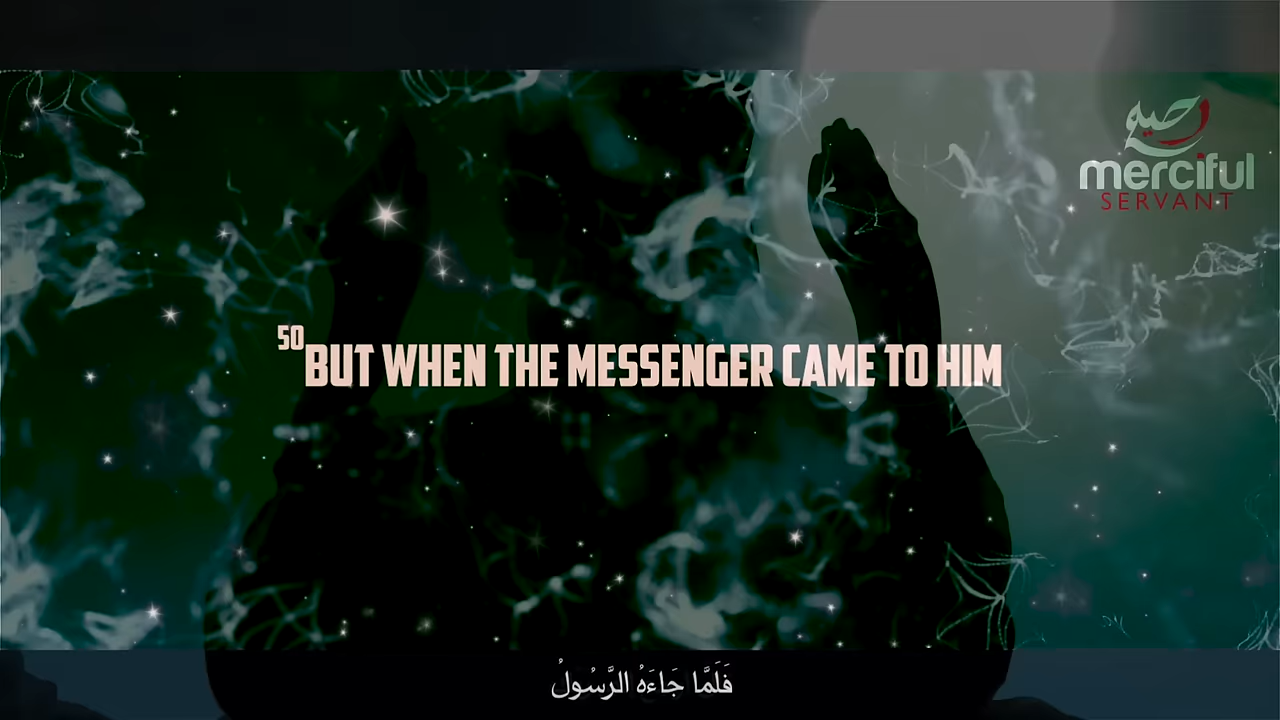 رحيم
merciful
SERVANT
50 BUT WHEN THE MESSENGER CAME TO HIM
فَلَمَّا جَاءَهُ الرَّسُولُ